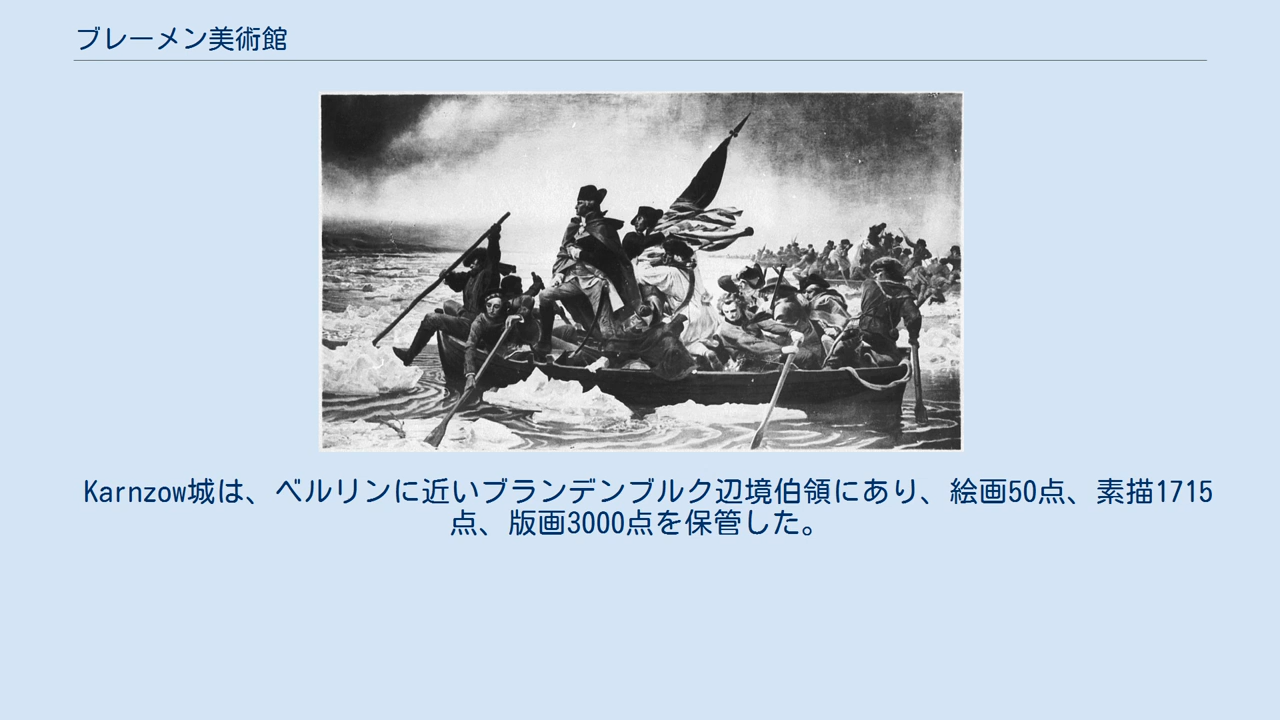 ブレーメン美術館
Karnzow城は、ベルリンに近いブランデンブルク辺境伯領にあり、絵画50点、素描1715
点、版画3000点を保管した。